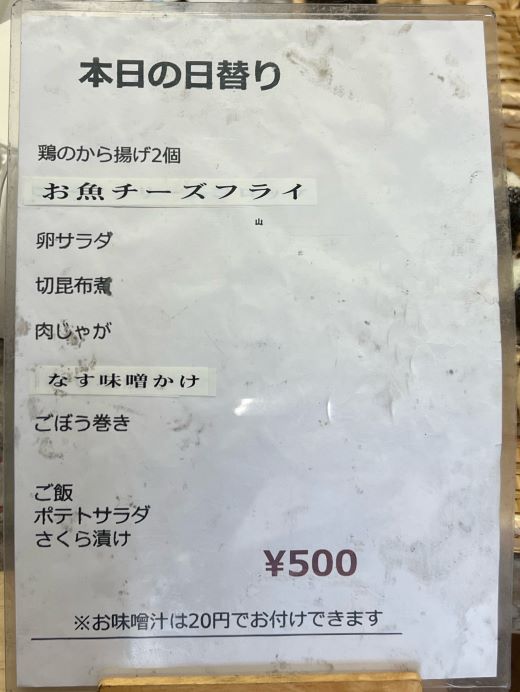 本日の日替り
鶏のから揚げ2個
お魚チーズフライ
山
卵サラダ
切昆布煮
肉じゃが
なす味噌かけ
ごぼう巻き
ご飯
ポテトサラダ
さくら漬け
¥500
※お味噌汁は20円でお付けできます